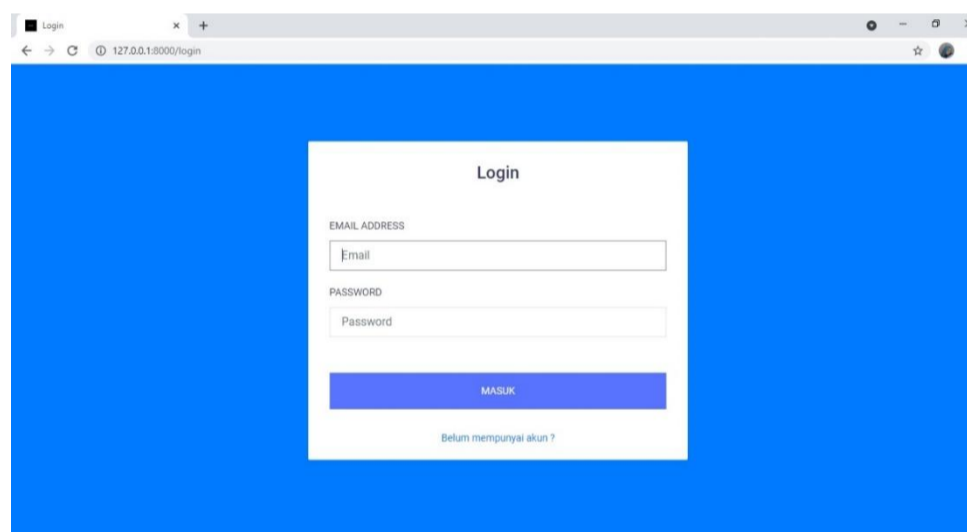 Login
127.0.0.1:8000/login
Login
EMAIL ADDRESS
Email
PASSWORD
Password
MASUK
Belum mempunyai akun ?